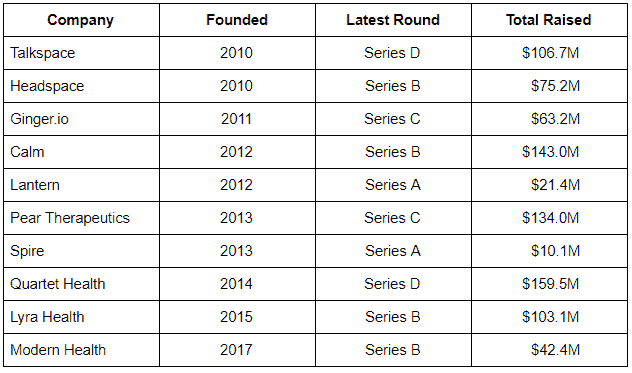 Company Founded Latest Round Total Raised
Talkspace 2010 Series D $106.7M
Headspace 2010 Series B $75.2M
Ginger.io 2011 Series C $63.2M
Calm 2012 Series B $143.0M
Lantern 2012 Series A $21.4M
Pear Therapeutics 2013 Series C $134.0M
Spire 2013 Series A $10.1M
Quartet Health 2014 Series D $159.5M
Lyra Health 2015 Series B $103.1M
Modern Health 2017 Series B $42.4M